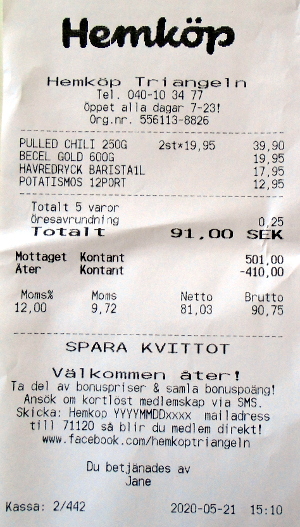 Hemköp
Hemköp Triangeln
Tel. 040-10 34 77
Öppet alla dagar 7-23!
Org.nr. 556113-8826
PULLED CHILI 250G 2st*19,95 39,90
BECEL GOLD 600G 19,95
HAVREDRYCK BARISTA1L 17,95
POTATISMOS 12PORT 12,95
Totalt 5 varor
Öresavrundning 0,25
Totalt 91,00 SEK
Mottaget Kontant 501,00
Åter Kontant -410,00
Moms% Moms Netto Brutto
12,00 9,72 81,03 90,75
SPARA KVITTOT
Välkommen åter!
Ta del av bonuspriser & samla bonuspoäng!
Ansök om kortlöst medlemskap via SMS.
Skicka: Hemkop YYYYMMDDxxxx mailadress
till 71120 så blir du medlem direkt!
www.facebook.com/hemkoptriangeln
Du betjänades av
Jane
Kassa: 2/442 2020-05-21 15:10